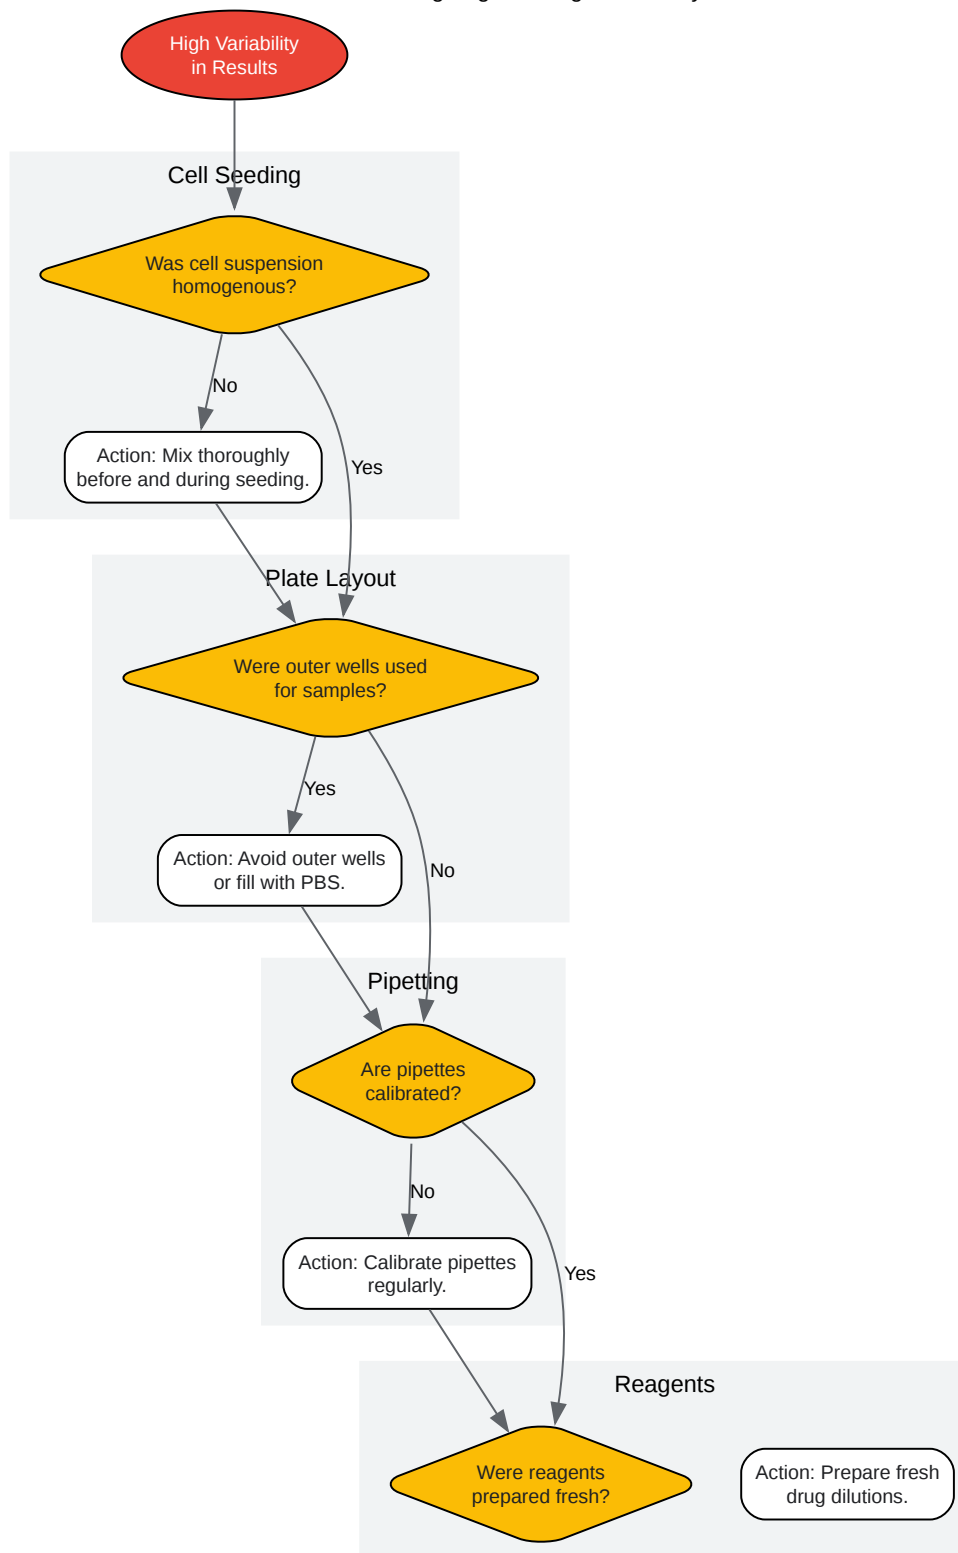 High Variability
in Results
Cell Seeding
Was cell suspension
homogenous?
No
Yes
Action: Mix thoroughly
before and during seeding.
Plate Layout
Were outer wells used
for samples?
Yes
No
Action: Avoid outer wells
or fill with PBS.
Pipetting
Are pipettes
calibrated?
No
Yes
Action: Calibrate pipettes
regularly.
Reagents
Were reagents
prepared fresh?
Action: Prepare fresh
drug dilutions.